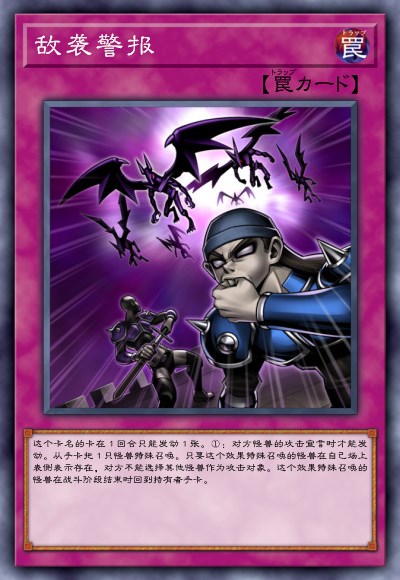 敌袭警报
トラップ
罠
トラップ
【罠カード】
这个卡名的卡在1回合只能发动1张。①：对方怪兽的攻击宣言时才能发
动。从手卡把1只怪兽特殊召唤。只要这个效果特殊召唤的怪兽在自己场上
表侧表示存在，对方不能选择其他怪兽作为攻击对象。这个效果特殊召唤的
怪兽在战斗阶段结束时回到持有者手卡。